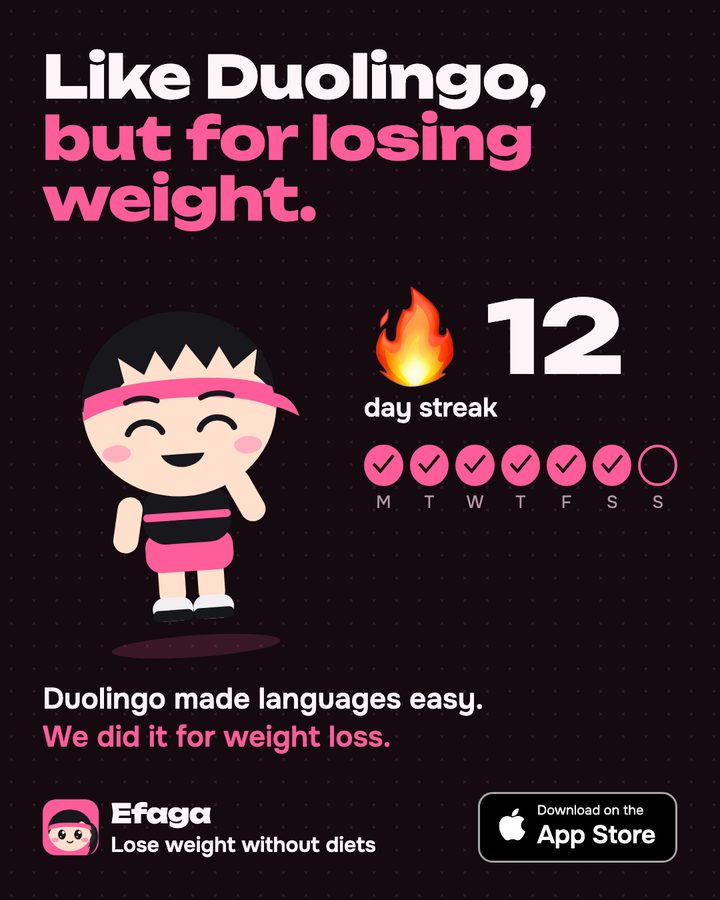 Like Duolingo,
but for losing
weight.
12
day streak
M T W T F S S
Duolingo made languages easy.
We did it for weight loss.
Efaga
Lose weight without diets
Download on the
App Store